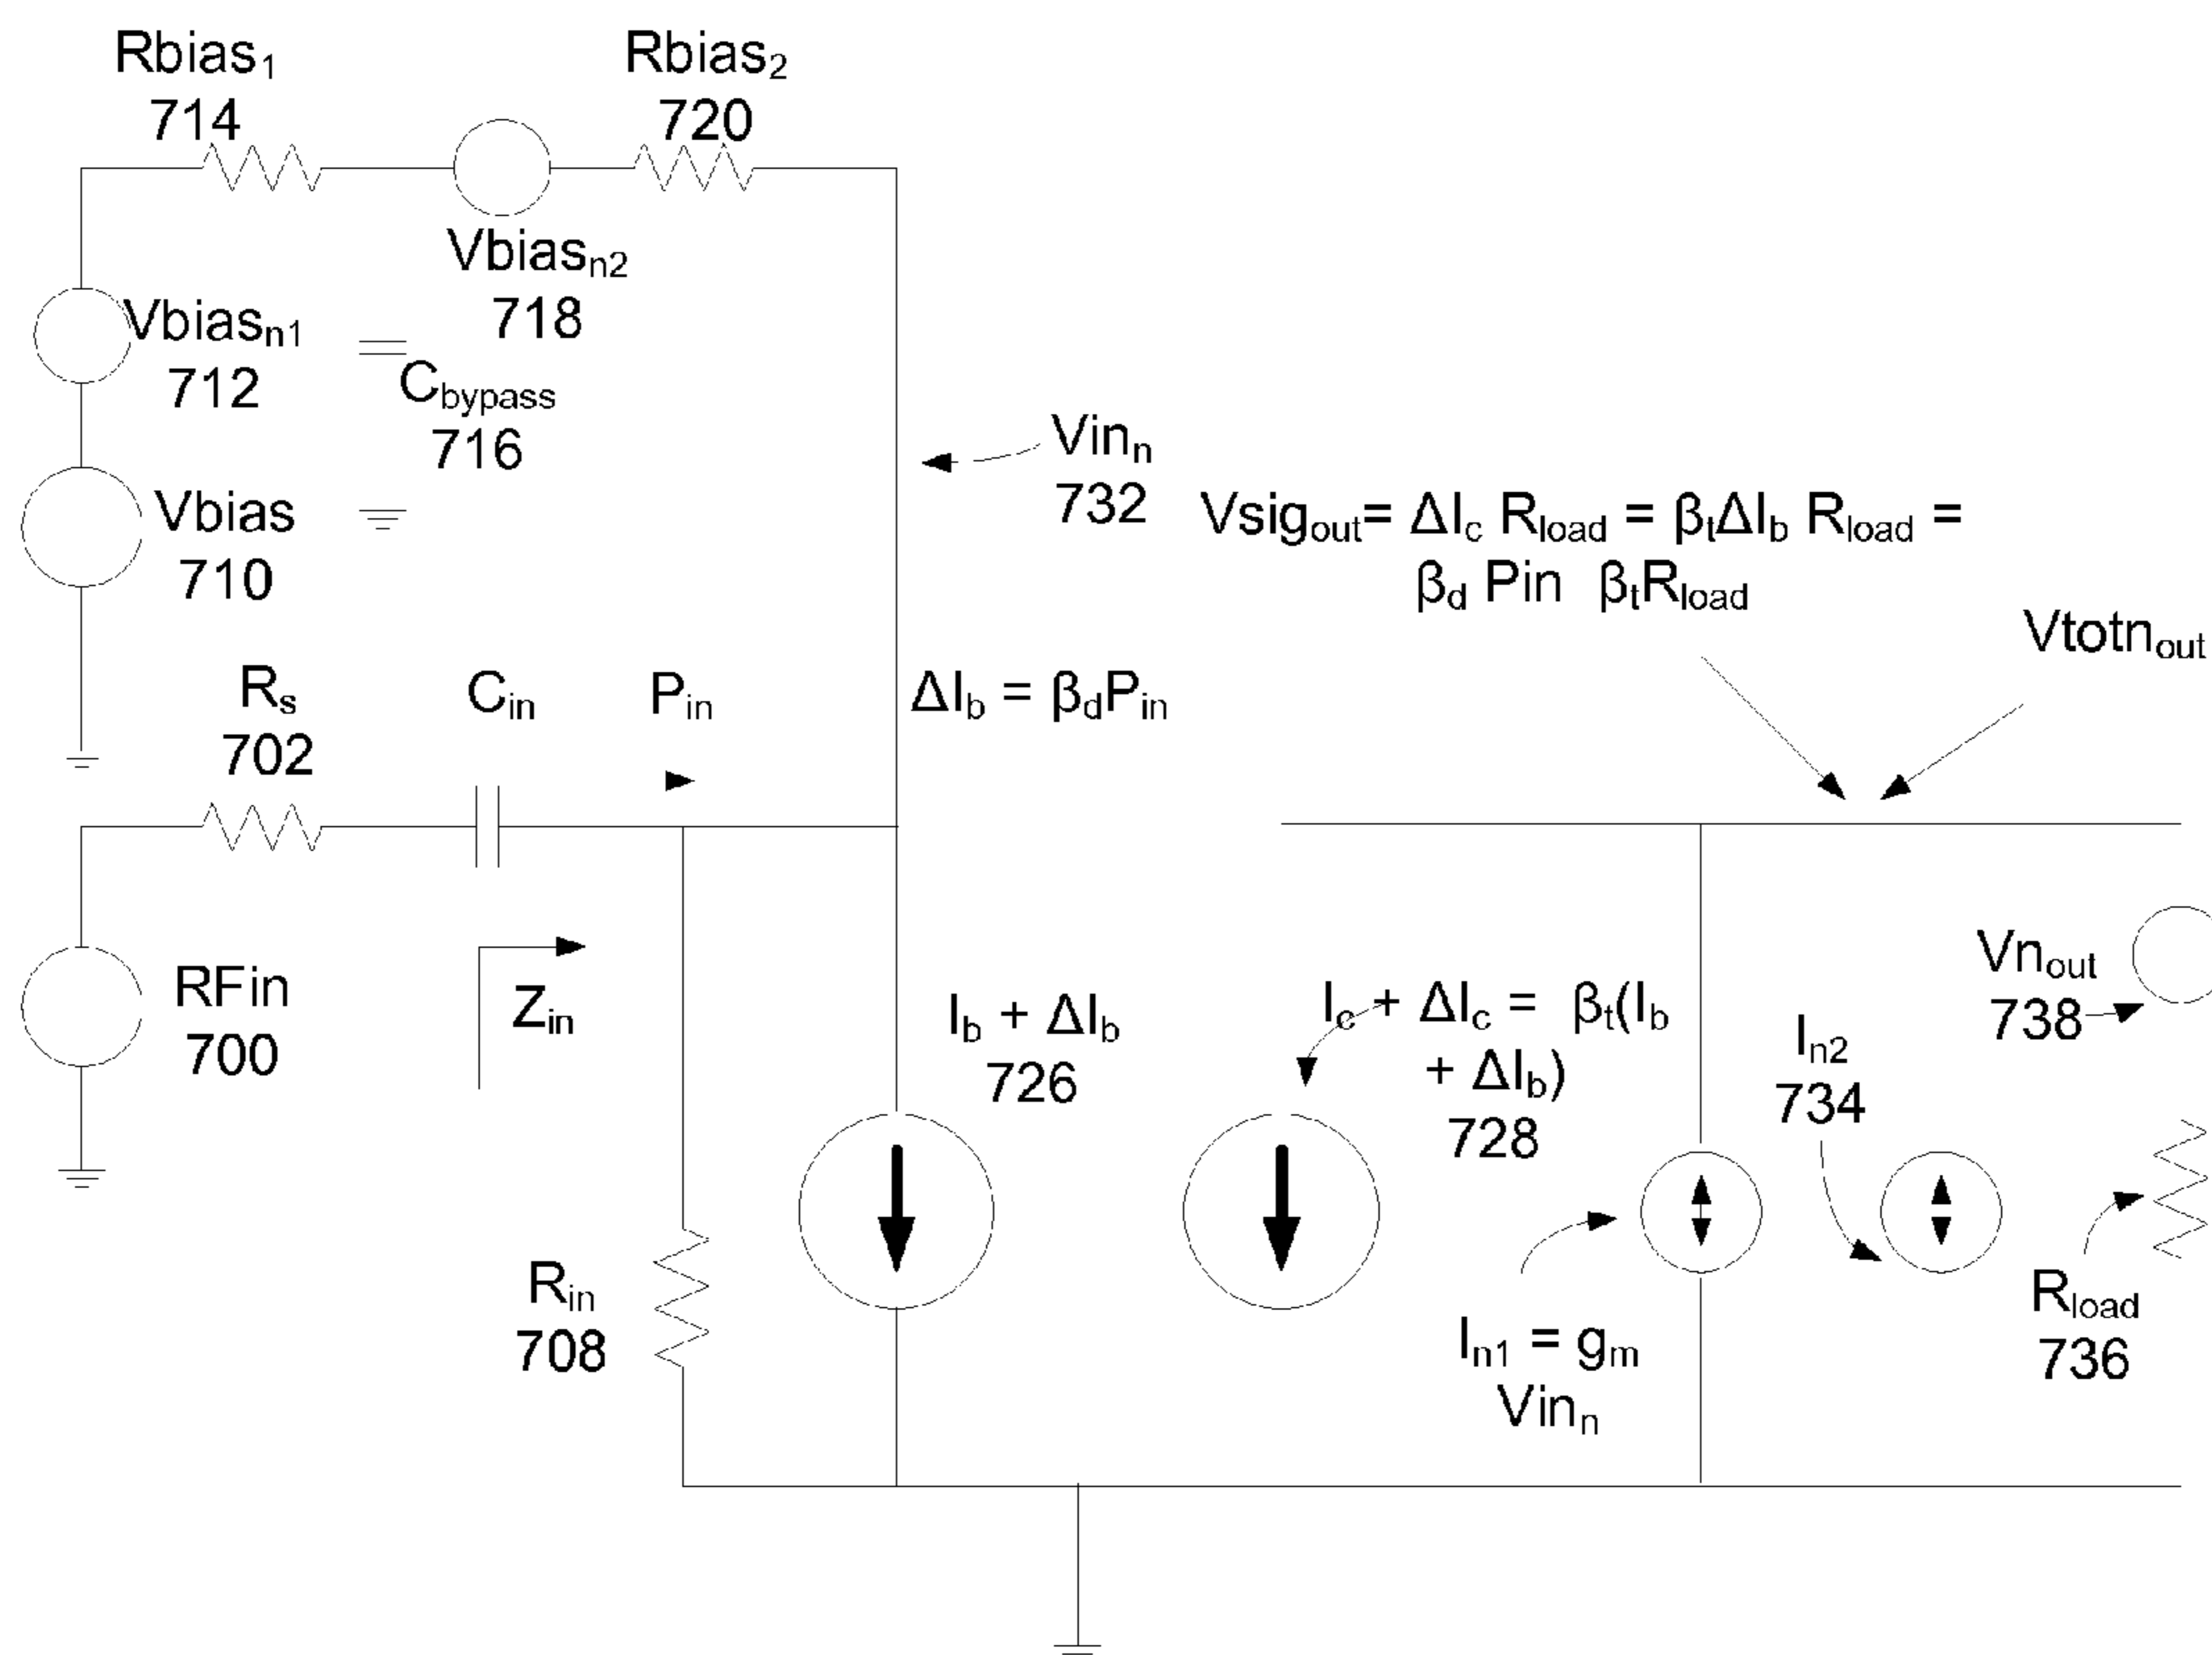 Rbias1
714
Rbias2
720
Vbiasn2
718
Vbiasn1
712
Cbypass
716
Vinn
732
Vbias
710
Vsigout= ΔIc Rload = βtΔIb Rload =
βd Pin βtRload
Vtotnout
Rs
702
Cin
Pin
ΔIb = βdPin
RFin
700
Zin
Ib + ΔIb
726
Ic + ΔIc = βt(Ib
+ ΔIb)
728
In2
734
Vnout
738
Rin
708
In1 = gm
Vinn
Rload
736